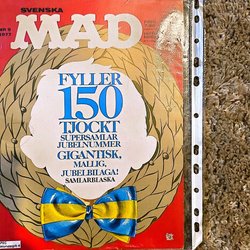 SVENSKA
MAD
FYLLER
150
TJOCKT
SUPERSAMLAR
JUBELNUMMER
GIGANTISK,
MALLIG,
JUBELBILAGA!
SAMLARBLASKA